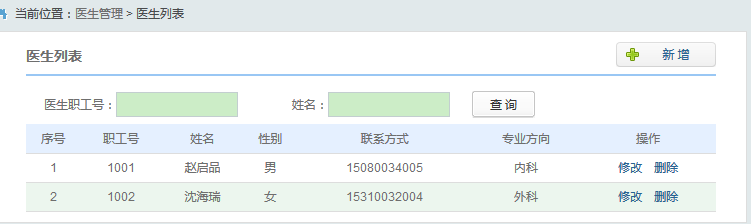 当前位置：医生管理 > 医生列表
医生列表 新增
医生职工号： 姓名： 查询
序号 职工号 姓名 性别 联系方式 专业方向 操作
1 1001 赵启品 男 15080034005 内科 修改 删除
2 1002 沈海瑞 女 15310032004 外科 修改 删除